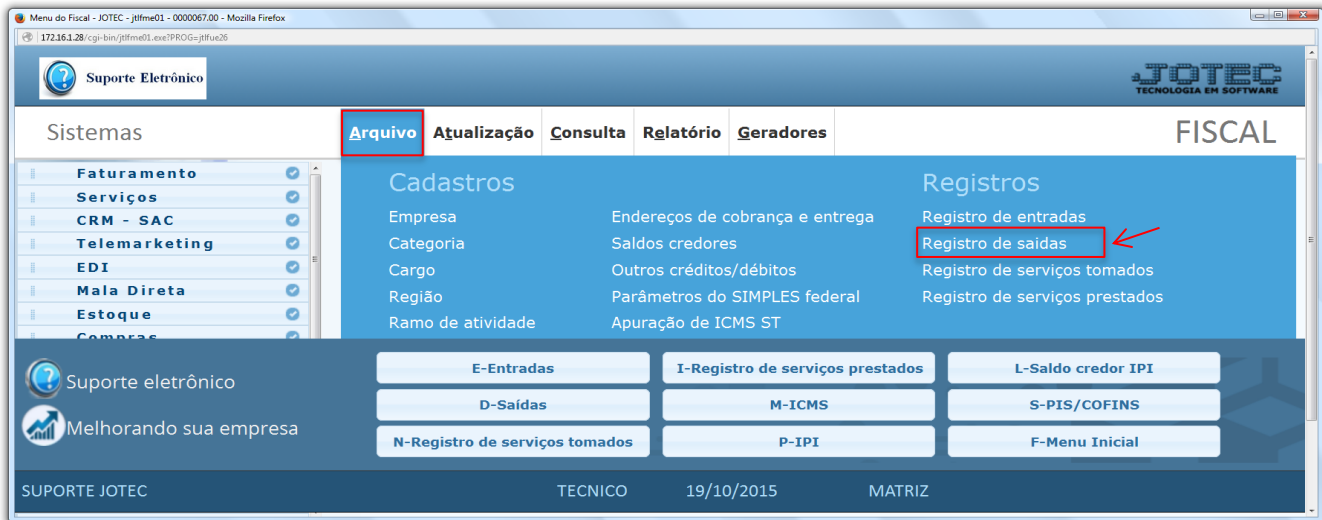 Menu do Fiscal - JOTEC - jtlfme01 - 0000067.00 - Mozilla Firefox
172.16.1.28/cgi-bin/jtlfme01.exe?PROG=jtlfue26
Suporte Eletrônico
JOTEC
TECNOLOGIA EM SOFTWARE
Sistemas
Arquivo Atualização Consulta Relatório Geradores
FISCAL
Faturamento
Serviços
CRM - SAC
Telemarketing
EDI
Mala Direta
Estoque
Compras
Cadastros
Empresa
Categoria
Cargo
Região
Ramo de atividade
Endereços de cobrança e entrega
Saldos credores
Outros créditos/débitos
Parâmetros do SIMPLES federal
Apuração de ICMS ST
Registros
Registro de entradas
Registro de saidas
Registro de serviços tomados
Registro de serviços prestados
Suporte eletrônico
Melhorando sua empresa
E-Entradas
I-Registro de serviços prestados
L-Saldo credor IPI
D-Saídas
M-ICMS
S-PIS/COFINS
N-Registro de serviços tomados
P-IPI
F-Menu Inicial
SUPORTE JOTEC TECNICO 19/10/2015 MATRIZ